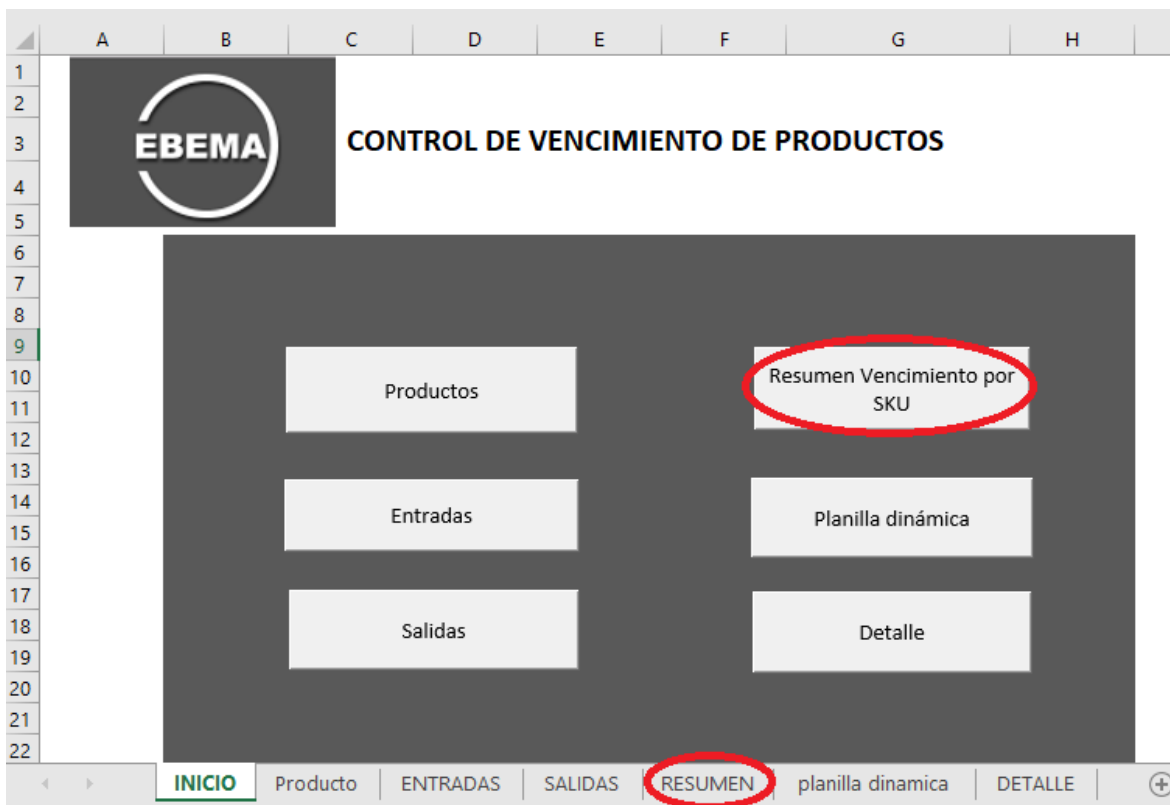 A B C D E F G H
1
2
3
4
5
6
7
8
9
10
11
12
13
14
15
16
17
18
19
20
21
22
EBEMA
CONTROL DE VENCIMIENTO DE PRODUCTOS
Productos
Resumen Vencimiento por
SKU
Entradas
Planilla dinámica
Salidas
Detalle
INICIO Producto ENTRADAS SALIDAS RESUMEN planilla dinamica DETALLE